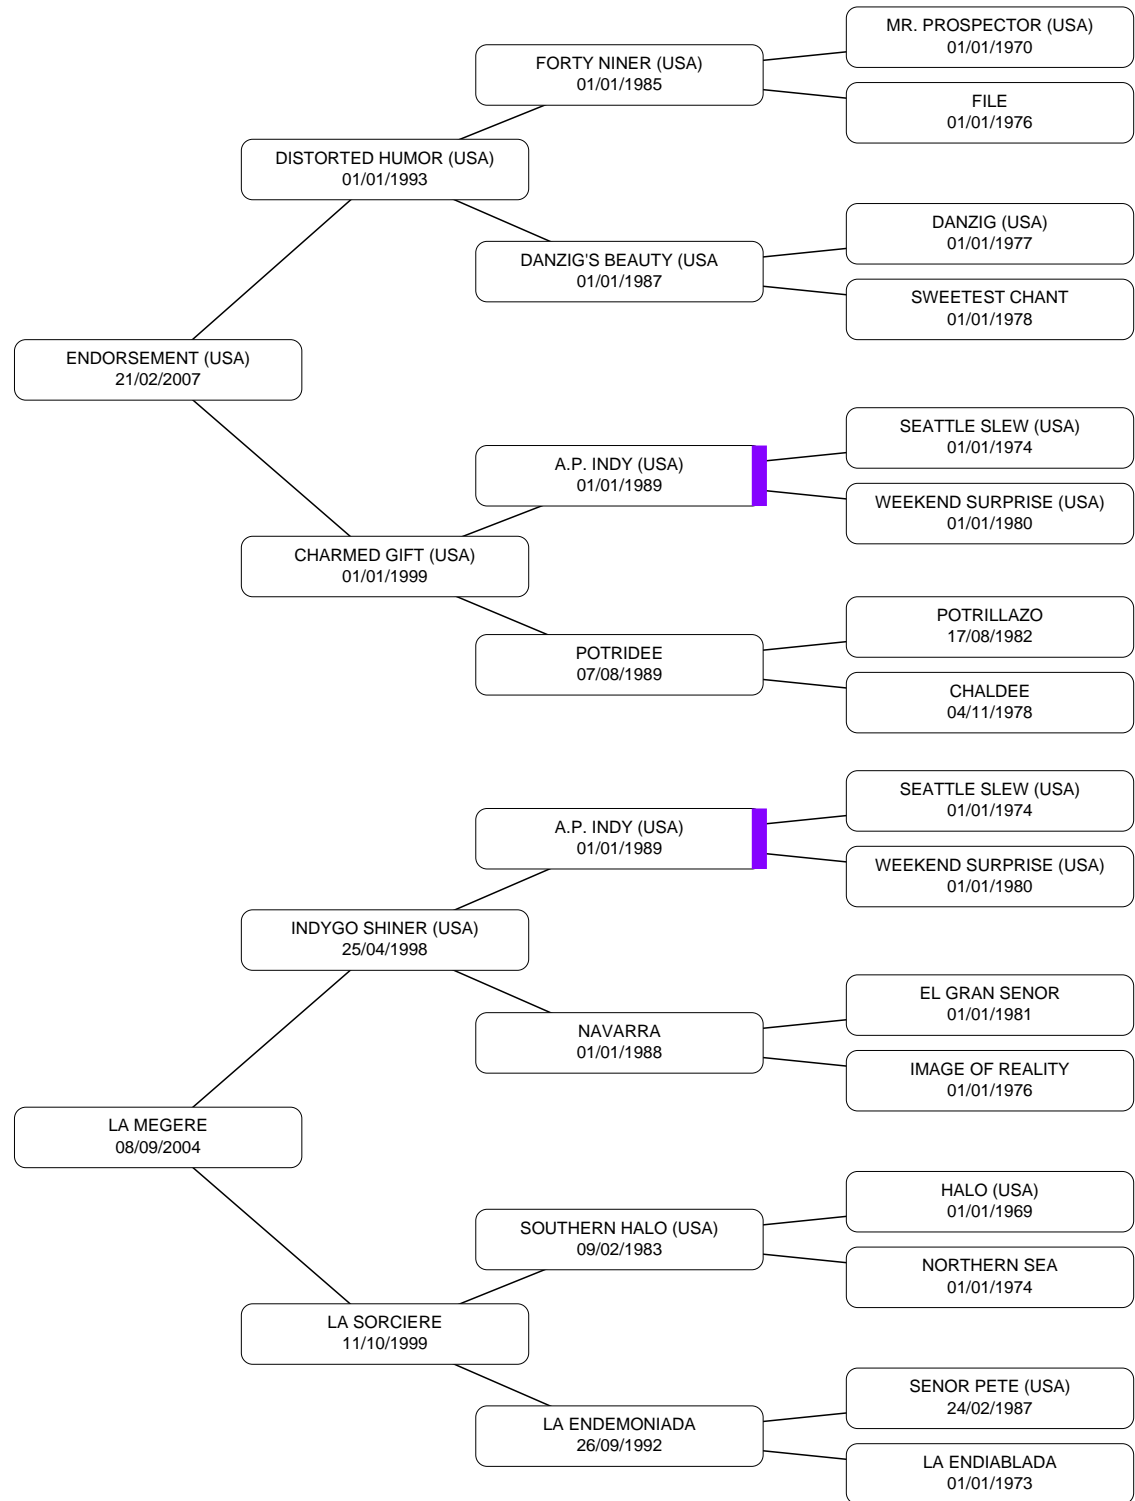 MR. PROSPECTOR (USA)
01/01/1970
FORTY NINER (USA)
01/01/1985
FILE
01/01/1976
DISTORTED HUMOR (USA)
01/01/1993
DANZIG (USA)
01/01/1977
DANZIG'S BEAUTY (USA
01/01/1987
SWEETEST CHANT
01/01/1978
ENDORSEMENT (USA)
21/02/2007
SEATTLE SLEW (USA)
01/01/1974
A.P. INDY (USA)
01/01/1989
WEEKEND SURPRISE (USA)
01/01/1980
CHARMED GIFT (USA)
01/01/1999
POTRILLAZO
17/08/1982
POTRIDEE
07/08/1989
CHALDEE
04/11/1978
SEATTLE SLEW (USA)
01/01/1974
A.P. INDY (USA)
01/01/1989
WEEKEND SURPRISE (USA)
01/01/1980
INDYGO SHINER (USA)
25/04/1998
EL GRAN SENOR
01/01/1981
NAVARRA
01/01/1988
IMAGE OF REALITY
01/01/1976
LA MEGERE
08/09/2004
HALO (USA)
01/01/1969
SOUTHERN HALO (USA)
09/02/1983
NORTHERN SEA
01/01/1974
LA SORCIERE
11/10/1999
SENOR PETE (USA)
24/02/1987
LA ENDEMONIADA
26/09/1992
LA ENDIABLADA
01/01/1973